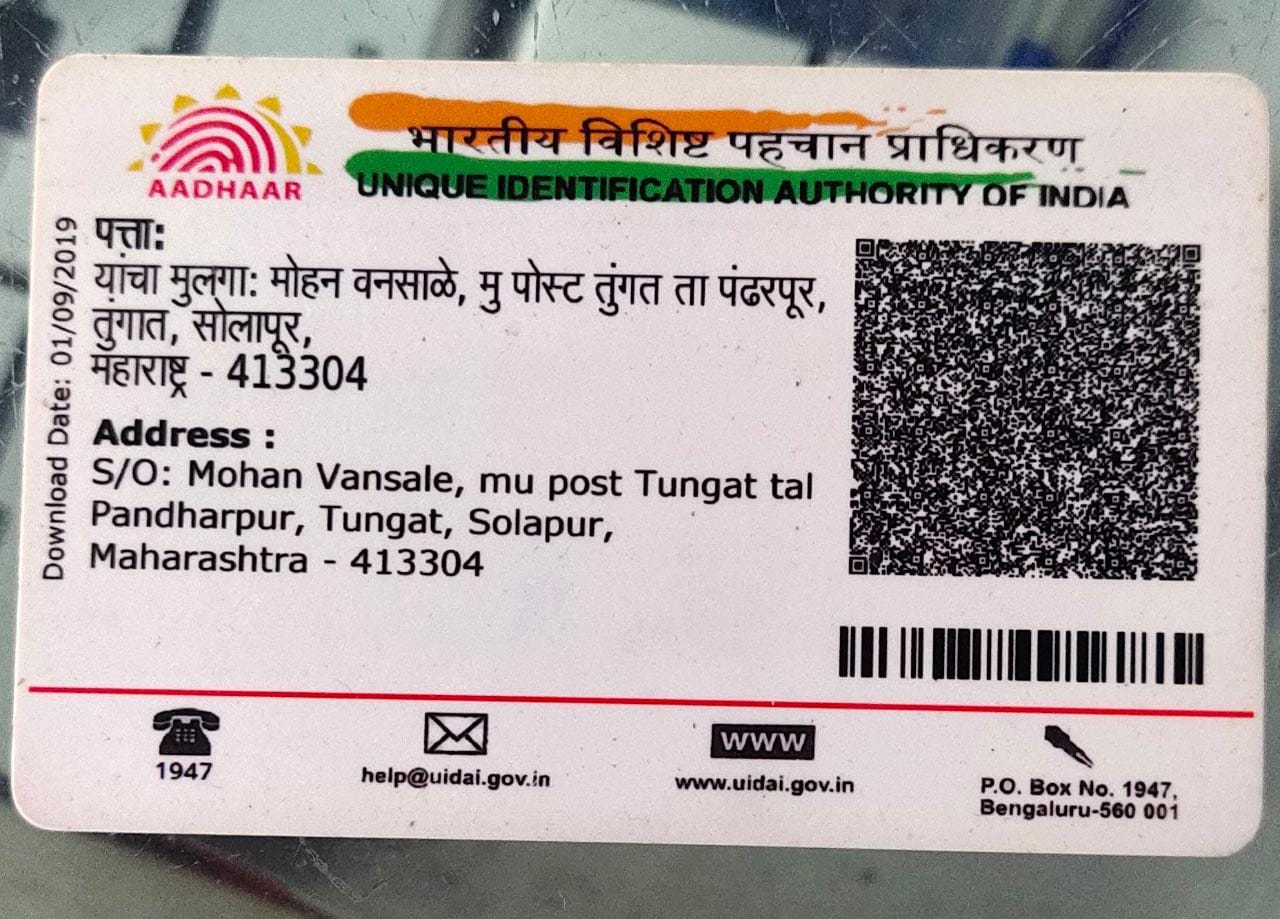 भारतीय विशिष्ट पहचान प्राधिकरण
AADHAAR
UNIQUE IDENTIFICATION AUTHORITY OF INDIA
Download Date: 01/09/2019
पत्ता:
यांचा मुलगा: मोहन वनसाळे, मु पोस्ट तुंगत ता पंढरपूर,
तुंगात, सोलापूर,
महाराष्ट्र - 413304
Address :
S/O: Mohan Vansale, mu post Tungat tal
Pandharpur, Tungat, Solapur,
Maharashtra - 413304
1947
help@uidai.gov.in
WWW
www.uidai.gov.in
P.O. Box No. 1947,
Bengaluru-560 001